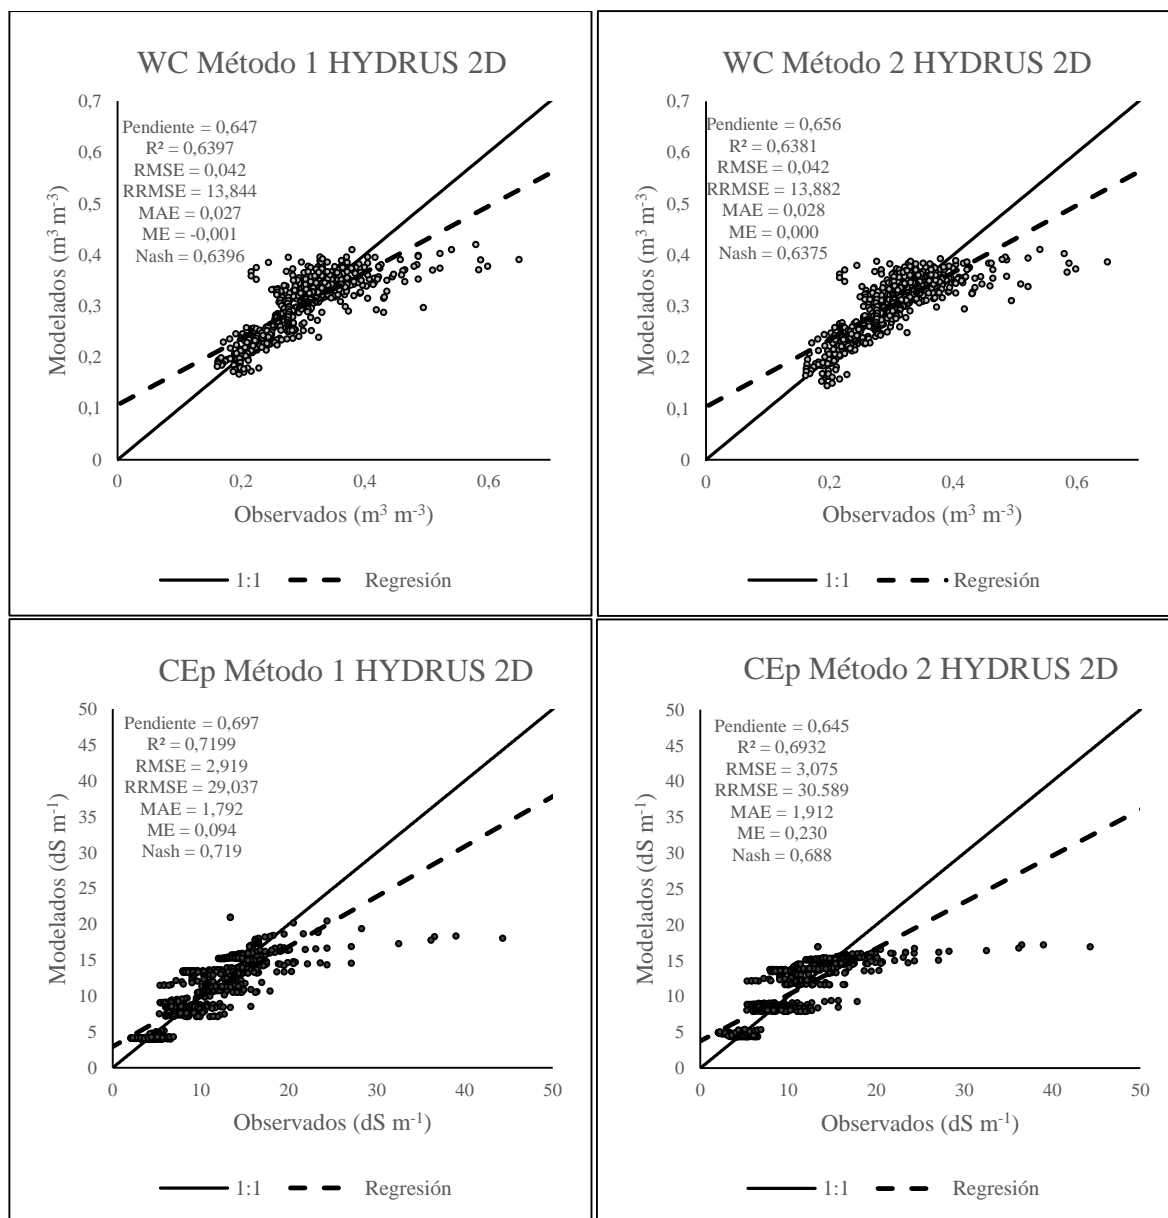 WC Método 1 HYDRUS 2D
Pendiente = 0,647
R² = 0,6397
RMSE = 0,042
RRMSE = 13,844
MAE = 0,027
ME = -0,001
Nash = 0,6396
Modelados (m³ m⁻³)
0,7
0,6
0,5
0,4
0,3
0,2
0,1
0
0 0,2 0,4 0,6
Observados (m³ m⁻³)
1:1 Regresión
WC Método 2 HYDRUS 2D
Pendiente = 0,656
R² = 0,6381
RMSE = 0,042
RRMSE = 13,882
MAE = 0,028
ME = 0,000
Nash = 0,6375
Modelados (m³ m⁻³)
0,7
0,6
0,5
0,4
0,3
0,2
0,1
0
0 0,2 0,4 0,6
Observados (m³ m⁻³)
1:1 Regresión
CEp Método 1 HYDRUS 2D
Pendiente = 0,697
R² = 0,7199
RMSE = 2,919
RRMSE = 29,037
MAE = 1,792
ME = 0,094
Nash = 0,719
Modelados (dS m⁻¹)
50
45
40
35
30
25
20
15
10
5
0
0 10 20 30 40 50
Observados (dS m⁻¹)
1:1 Regresión
CEp Método 2 HYDRUS 2D
Pendiente = 0,645
R² = 0,6932
RMSE = 3,075
RRMSE = 30.589
MAE = 1,912
ME = 0,230
Nash = 0,688
Modelados (dS m⁻¹)
50
45
40
35
30
25
20
15
10
5
0
0 10 20 30 40 50
Observados (dS m⁻¹)
1:1 Regresión